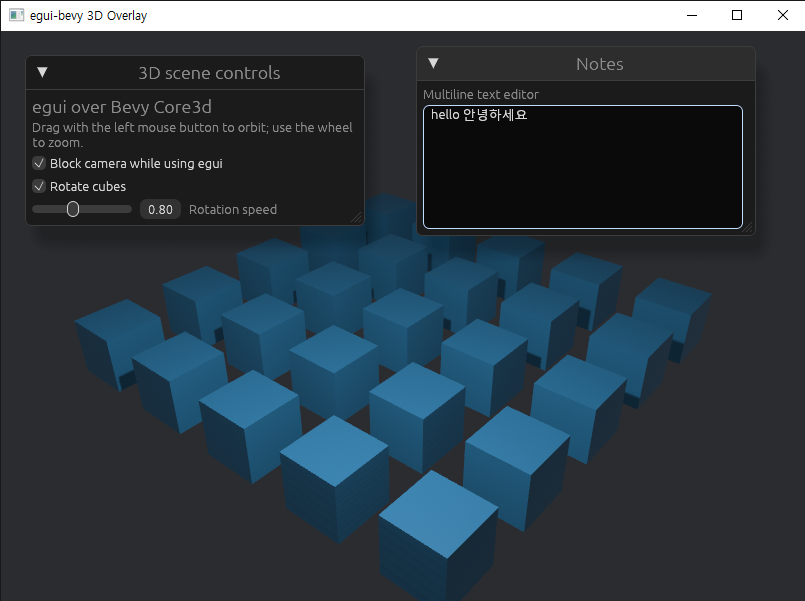 egui-bevy 3D Overlay
3D scene controls
egui over Bevy Core3d
Drag with the left mouse button to orbit; use the wheel
to zoom.
Block camera while using egui
Rotate cubes
0.80 Rotation speed
Notes
Multiline text editor
hello 안녕하세요